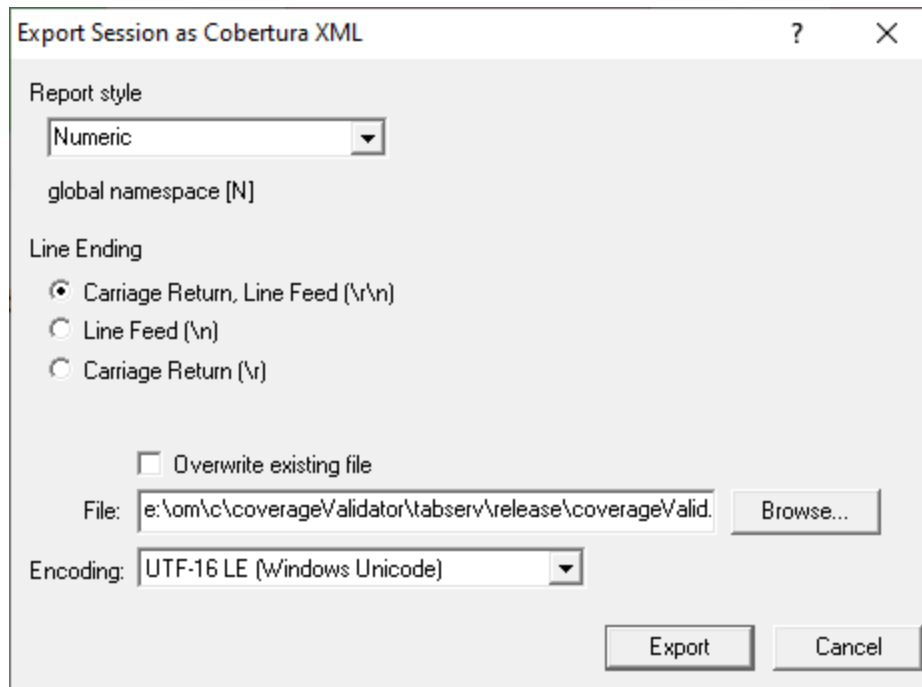 Export Session as Cobertura XML
?
Report style
Numeric
global namespace [N]
Line Ending
Carriage Return, Line Feed (\r\n)
Line Feed (\n)
Carriage Return (\r)
Overwrite existing file
File: e:\om\c\coverageValidator\tabserv\release\coverageValid. Browse...
Encoding: UTF-16 LE (Windows Unicode)
Export Cancel